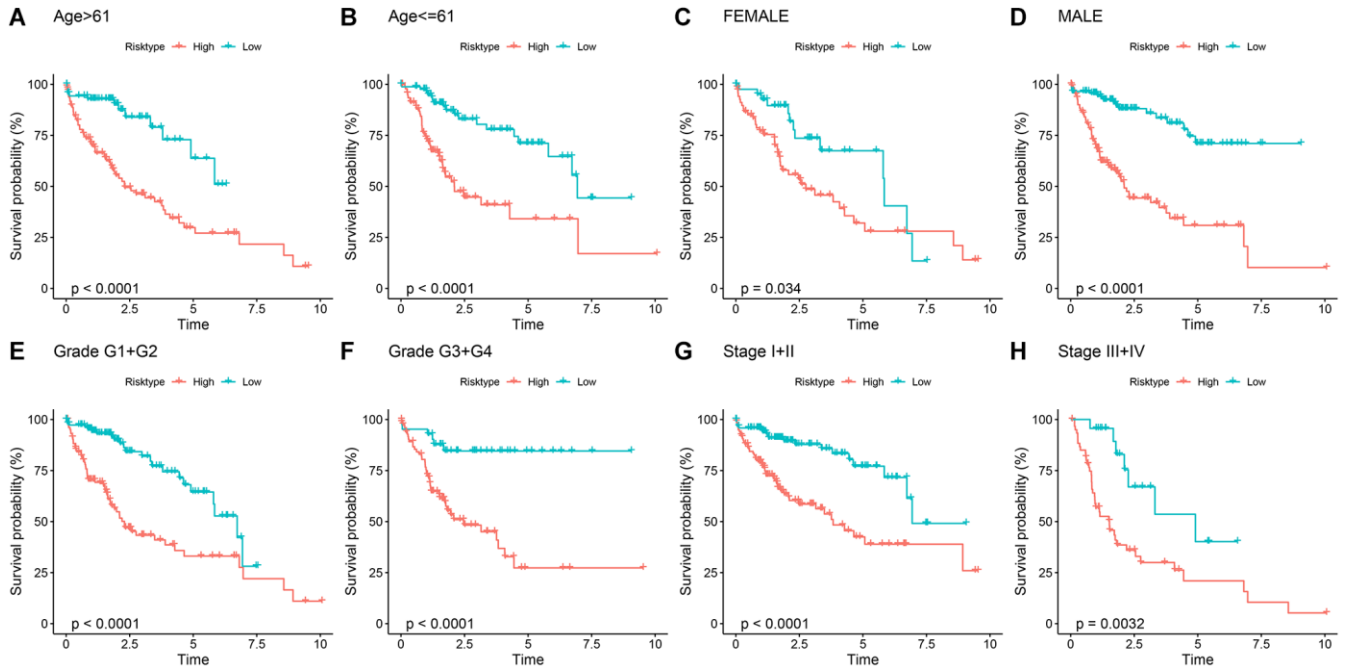 A Age>61
Risktype High Low
Survival probability (%)
100
75
50
25
0
p < 0.0001
0 2.5 5 7.5 10
Time
B Age<=61
Risktype High Low
Survival probability (%)
100
75
50
25
0
p < 0.0001
0 2.5 5 7.5 10
Time
C FEMALE
Risktype High Low
Survival probability (%)
100
75
50
25
0
p = 0.034
0 2.5 5 7.5 10
Time
D MALE
Risktype High Low
Survival probability (%)
100
75
50
25
0
p < 0.0001
0 2.5 5 7.5 10
Time
E Grade G1+G2
Risktype High Low
Survival probability (%)
100
75
50
25
0
p < 0.0001
0 2.5 5 7.5 10
Time
F Grade G3+G4
Risktype High Low
Survival probability (%)
100
75
50
25
0
p < 0.0001
0 2.5 5 7.5 10
Time
G Stage I+II
Risktype High Low
Survival probability (%)
100
75
50
25
0
p < 0.0001
0 2.5 5 7.5 10
Time
H Stage III+IV
Risktype High Low
Survival probability (%)
100
75
50
25
0
p = 0.0032
0 2.5 5 7.5 10
Time